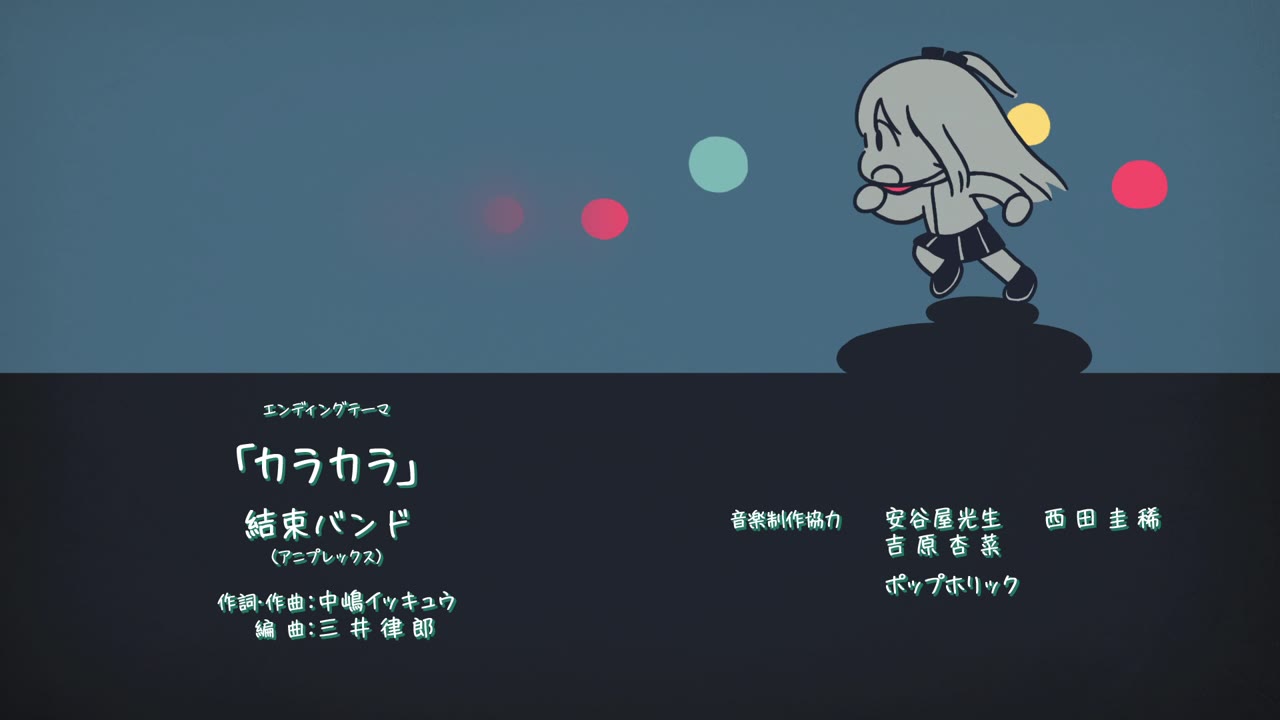 エンディングテーマ
「カラカラ」
結束バンド
(アニプレックス)
作詞・作曲:中嶋イッキュウ
編 曲:三 井 律 郎
音楽制作協力 安谷屋光生 西 田 圭 稀
吉 原 杏 菜
ポップホリック